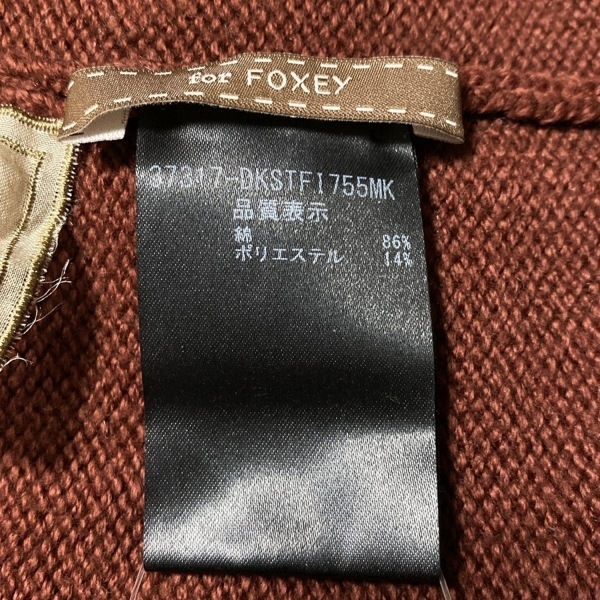 for FOXEY
37317-DKSTFI755MK
品質表示
綿 86%
ポリエステル 14%